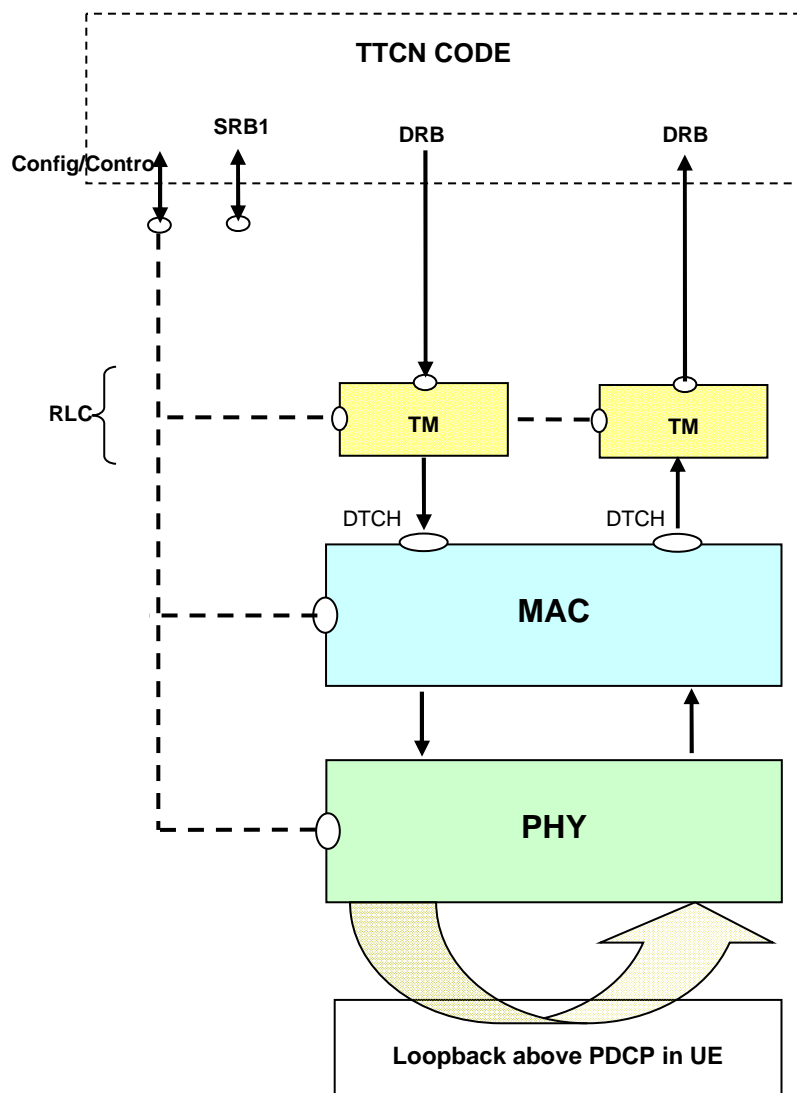 TTCN CODE
SRB1
DRB
DRB
Config/Contro
RLC
TM
TM
DTCH
DTCH
MAC
PHY
Loopback above PDCP in UE